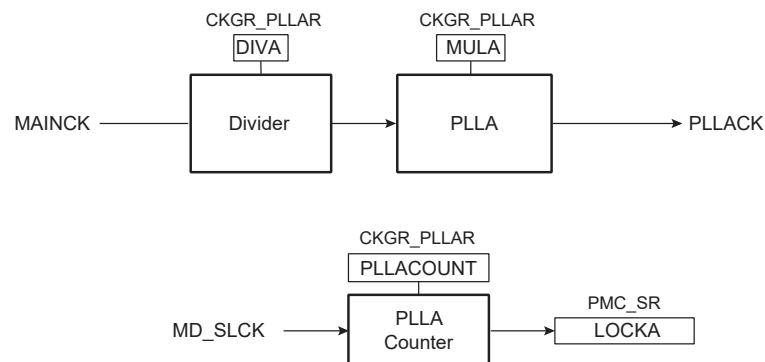 CKGR_PLLAR CKGR_PLLAR
DIVA MULA
MAINCK Divider PLLA PLLACK
CKGR_PLLAR
PLLACOUNT
PMC_SR
MD_SLCK PLLA LOCKA
Counter